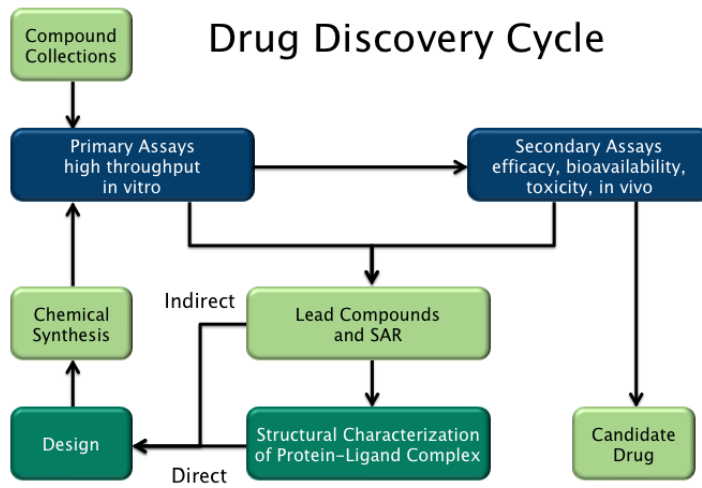 Drug Discovery Cycle
Compound
Collections
Primary Assays
high throughput
in vitro
Secondary Assays
efficacy, bioavailability,
toxicity, in vivo
Indirect
Chemical
Synthesis
Lead Compounds
and SAR
Design
Direct
Structural Characterization
of Protein–Ligand Complex
Candidate
Drug